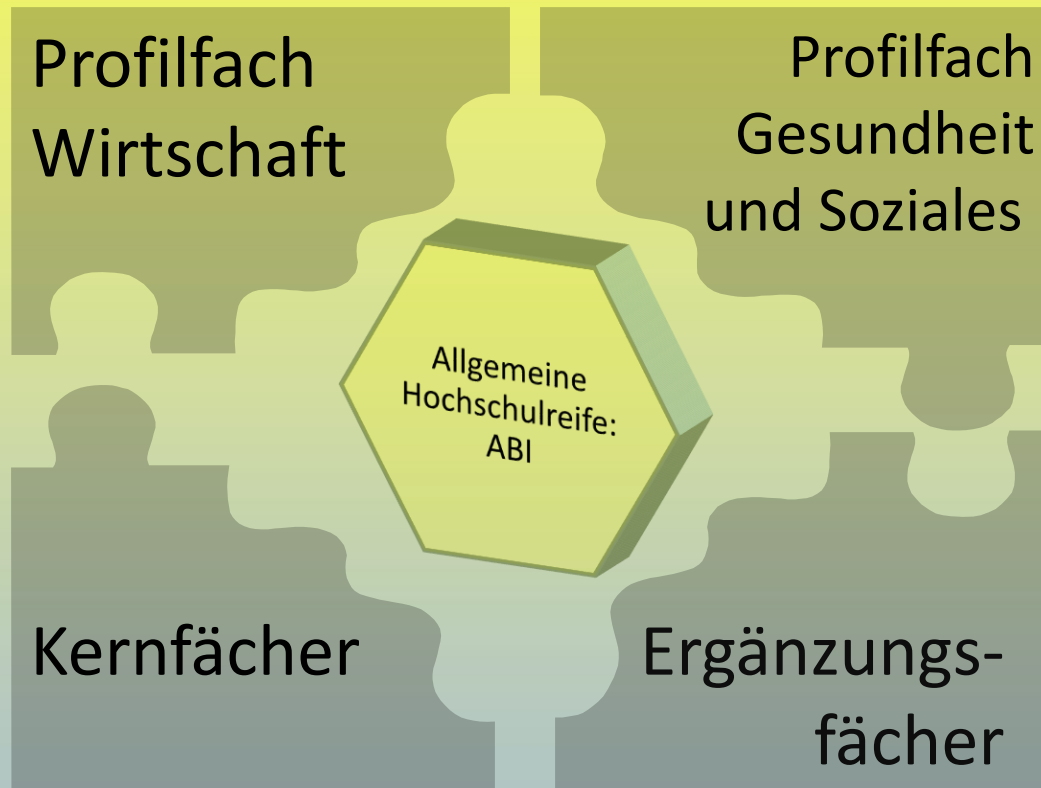 Profilfach
Wirtschaft
Profilfach
Gesundheit
und Soziales
Allgemeine
Hochschulreife:
ABI
Kernfächer
Ergänzungs-
fächer